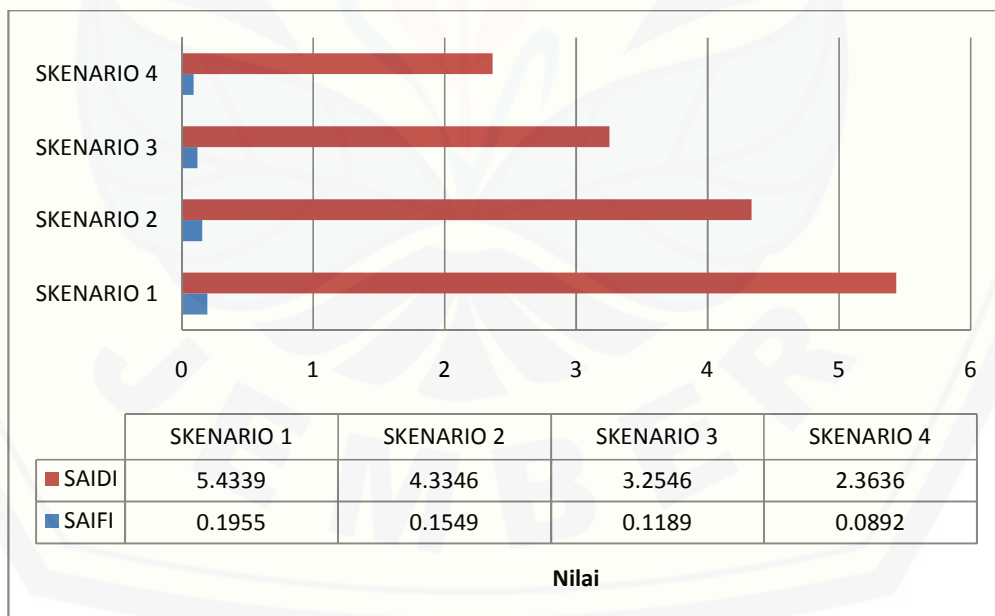 SKENARIO 4
SKENARIO 3
SKENARIO 2
SKENARIO 1
0 1 2 3 4 5 6
SKENARIO 1 SKENARIO 2 SKENARIO 3 SKENARIO 4
SAIDI 5.4339 4.3346 3.2546 2.3636
SAIFI 0.1955 0.1549 0.1189 0.0892
Nilai
JEMBER